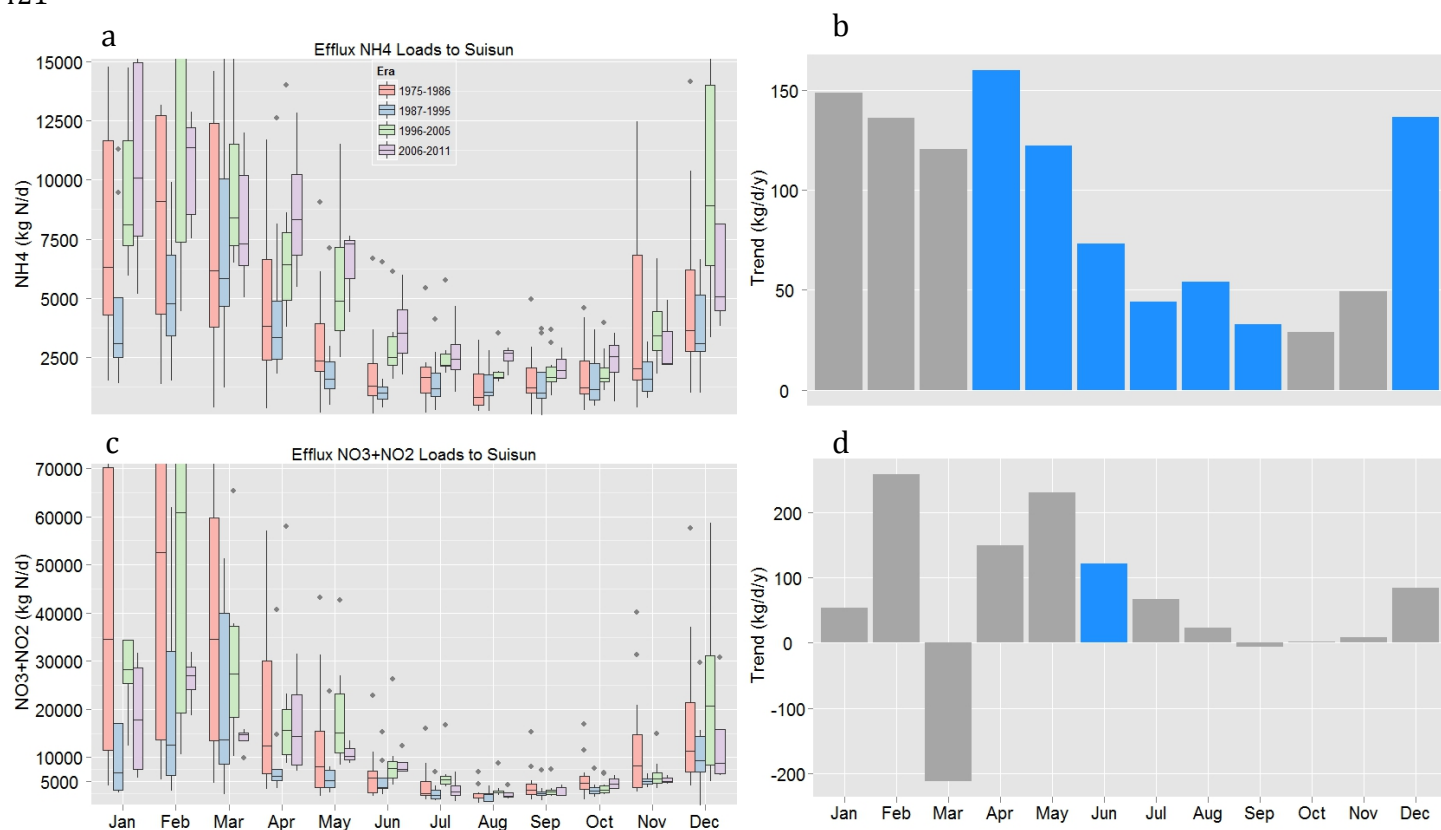 a
Efflux NH4 Loads to Suisun
Era
1975-1986
1987-1995
1996-2005
2006-2011
NH4 (kg N/d)
15000
12500
10000
7500
5000
2500
b
Trend (kg/d/y)
150
100
50
0
c
Efflux NO3+NO2 Loads to Suisun
NO3+NO2 (kg N/d)
70000
60000
50000
40000
30000
20000
10000
5000
Jan Feb Mar Apr May Jun Jul Aug Sep Oct Nov Dec
d
Trend (kg/d/y)
200
100
0
-100
-200
Jan Feb Mar Apr May Jun Jul Aug Sep Oct Nov Dec